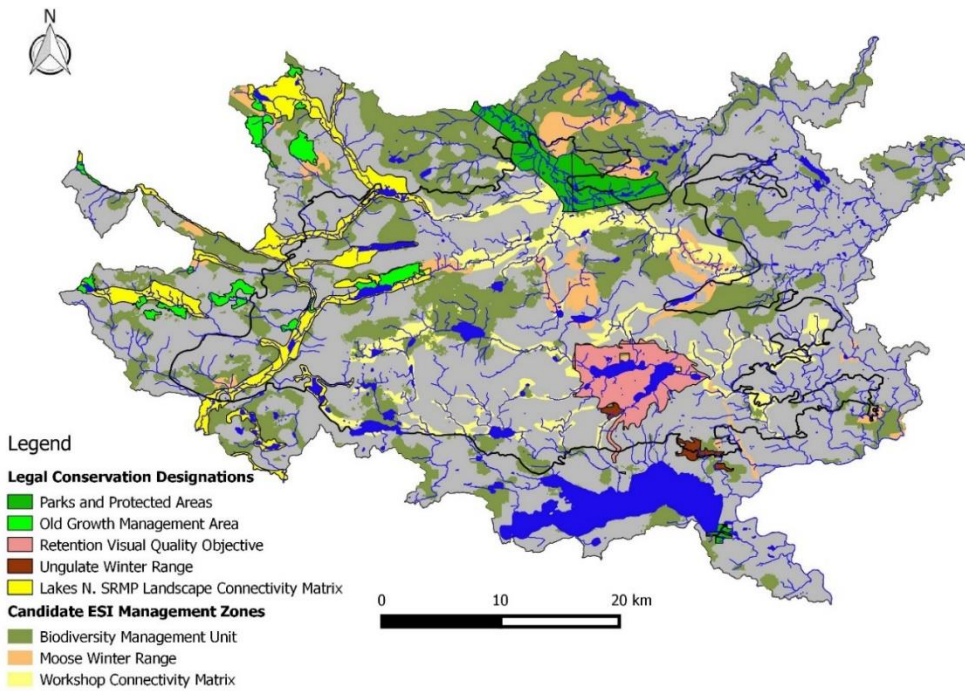 N
Legend
Legal Conservation Designations
Parks and Protected Areas
Old Growth Management Area
Retention Visual Quality Objective
Ungulate Winter Range
Lakes N. SRMP Landscape Connectivity Matrix
Candidate ESI Management Zones
Biodiversity Management Unit
Moose Winter Range
Workshop Connectivity Matrix
0 10 20 km